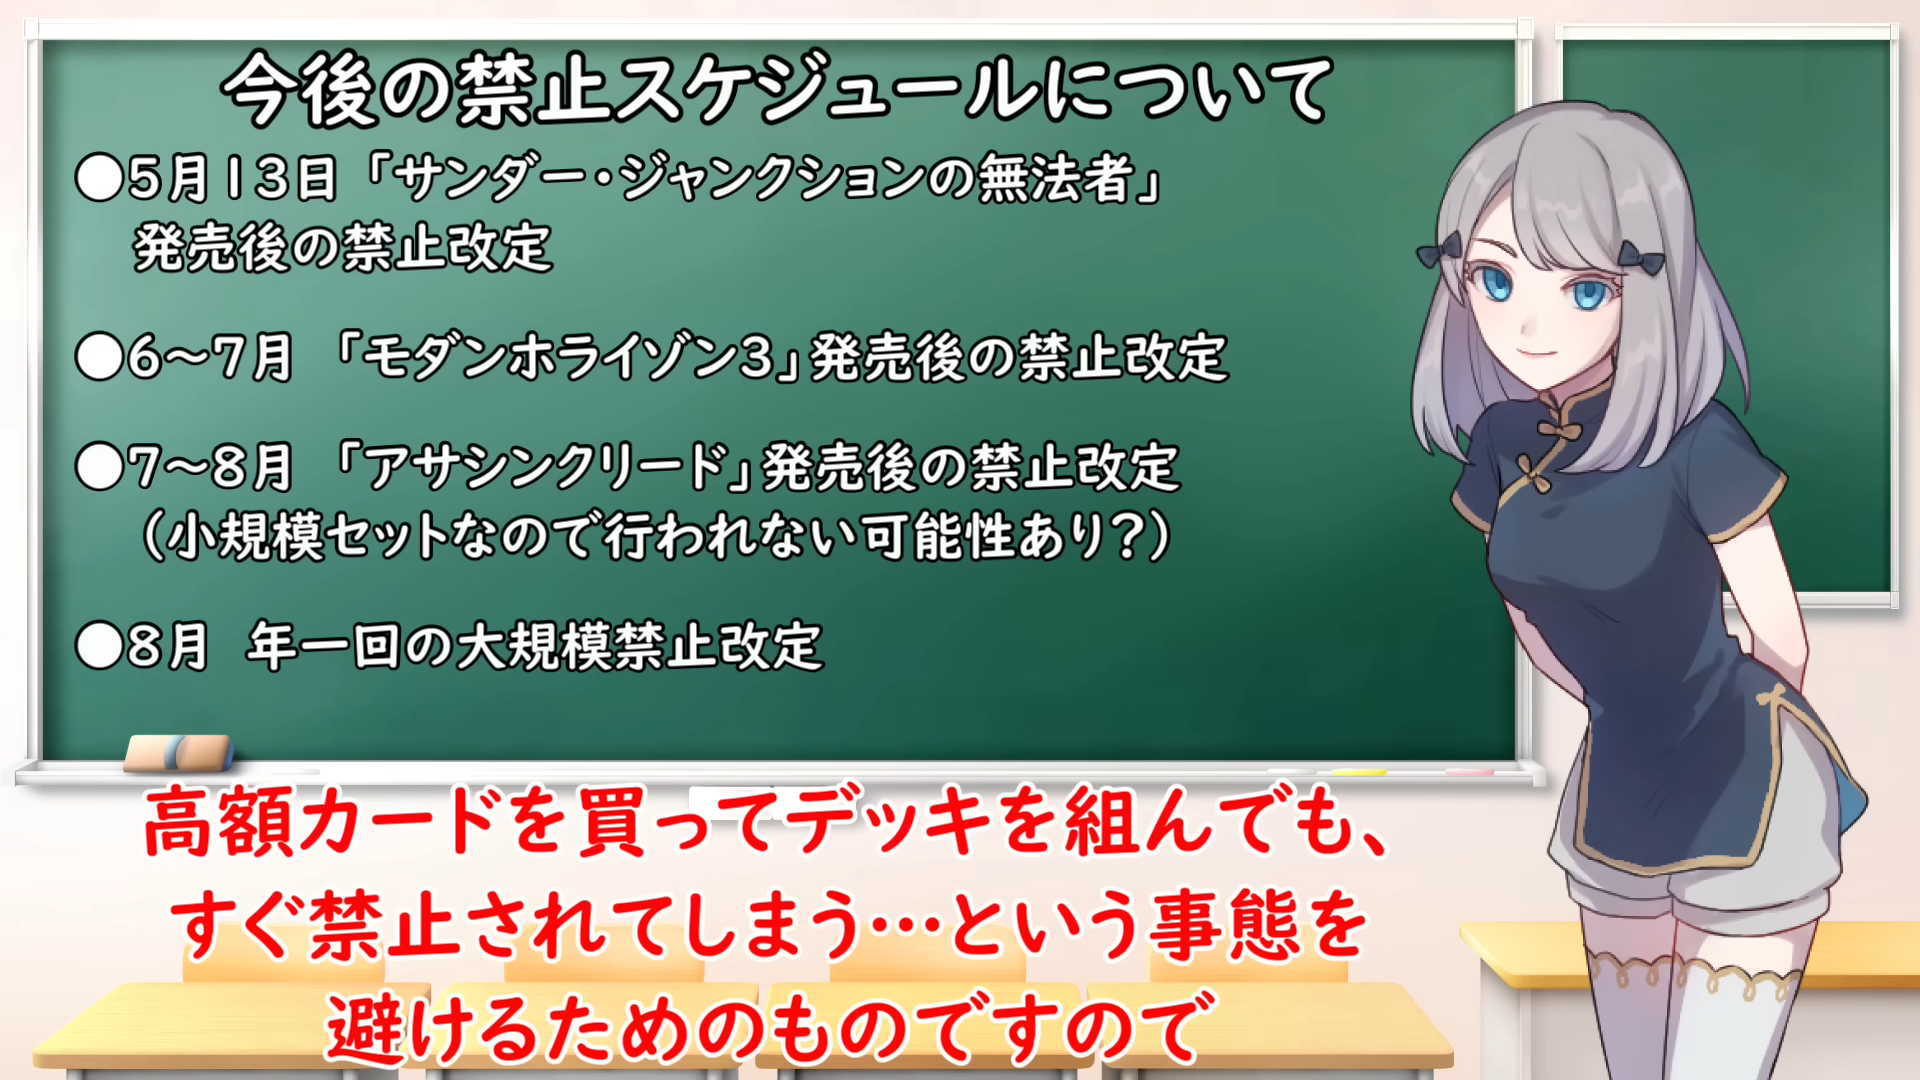 今後の禁止スケジュールについて
●5月13日「サンダー・ジャンクションの無法者」
発売後の禁止改定
●6～7月 「モダンホライゾン3」発売後の禁止改定
●7～8月 「アサシンクリード」発売後の禁止改定
（小規模セットなので行われない可能性あり？）
●8月 年一回の大規模禁止改定
高額カードを買ってデッキを組んでも、
すぐ禁止されてしまう…という事態を
避けるためのものですので